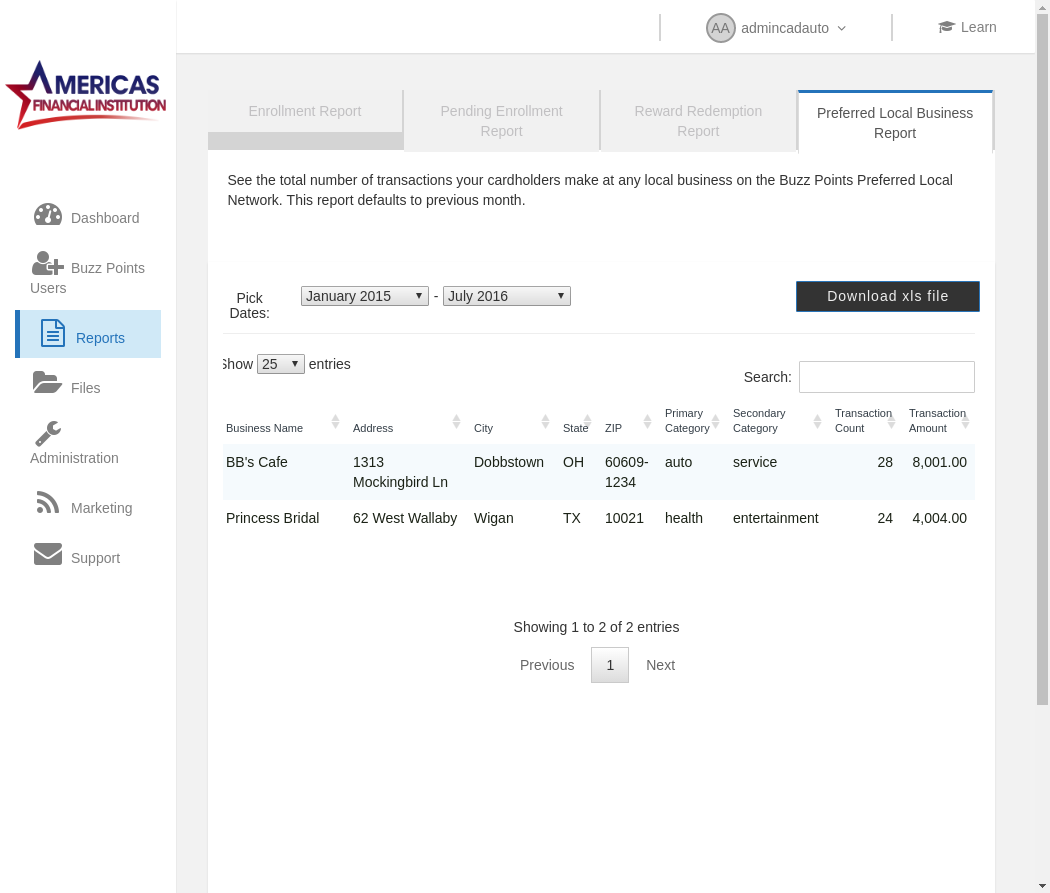 AA admincadauto
Learn
AMERICAS
FINANCIAL INSTITUTION
Dashboard
Buzz Points
Users
Reports
Files
Administration
Marketing
Support
Enrollment Report
Pending Enrollment
Report
Reward Redemption
Report
Preferred Local Business
Report
See the total number of transactions your cardholders make at any local business on the Buzz Points Preferred Local
Network. This report defaults to previous month.
Pick
Dates:
January 2015 - July 2016
Download xls file
Show 25 entries
Search:
Business Name Address City State ZIP Primary Category Secondary Category Transaction Count Transaction Amount
BB's Cafe 1313 Mockingbird Ln Dobbstown OH 60609-1234 auto service 28 8,001.00
Princess Bridal 62 West Wallaby Wigan TX 10021 health entertainment 24 4,004.00
Showing 1 to 2 of 2 entries
Previous 1 Next